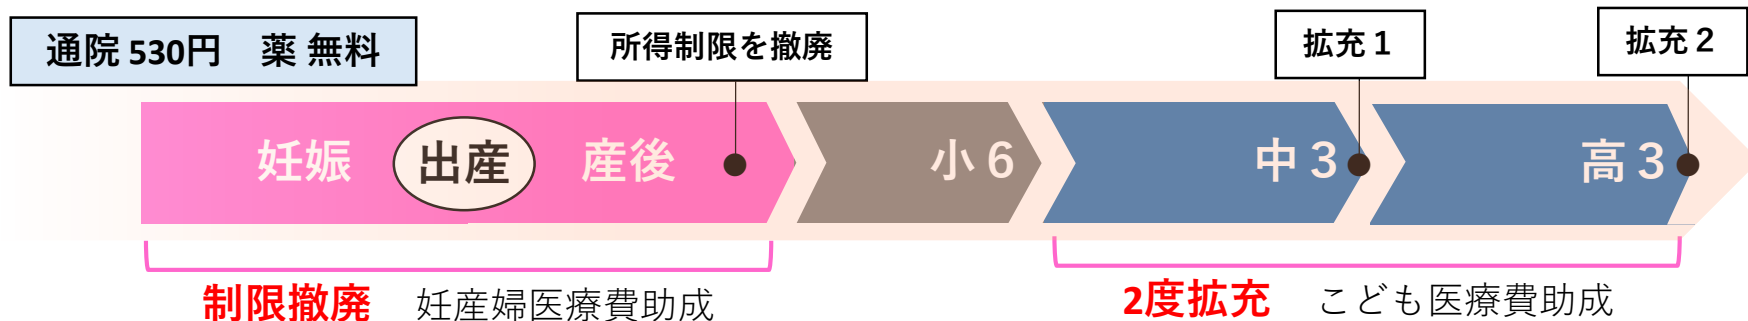 通院 530円　薬 無料
所得制限を撤廃
拡充１
拡充２
妊娠
出産
産後
小６
中３
高３
制限撤廃　妊産婦医療費助成
2度拡充　こども医療費助成